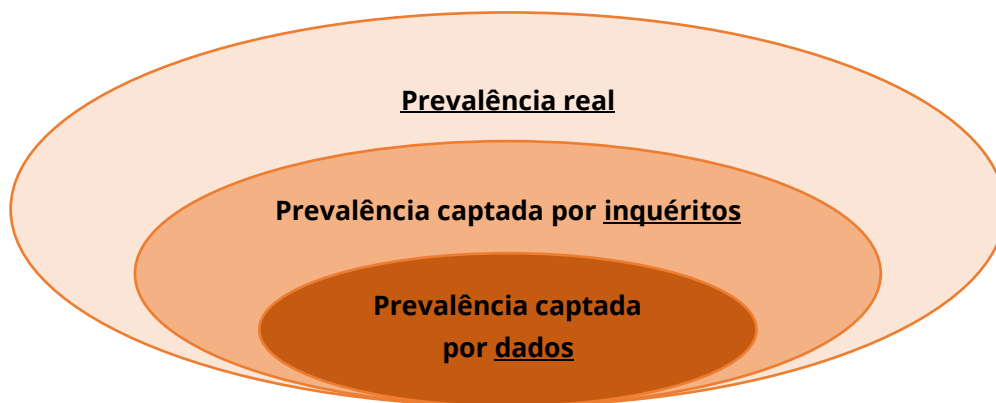 Prevalência real
Prevalência captada por inquéritos
Prevalência captada
por dados